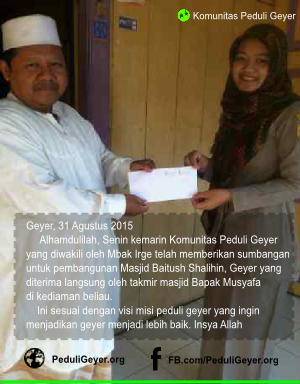 Komunitas Peduli Geyer
Geyer, 31 Agustus 2015
Alhamdulilah, Senin kemarin Komunitas Peduli Geyer
yang diwakili oleh Mbak Irge telah memberikan sumbangan
untuk pembangunan Masjid Baitush Shalihin, Geyer yang
diterima langsung oleh takmir masjid Bapak Musyafa
di kediaman beliau.
Ini sesuai dengan visi misi peduli geyer yang ingin
menjadikan geyer menjadi lebih baik. Insya Allah
PeduliGeyer.org
FB.com/PeduliGeyer.org